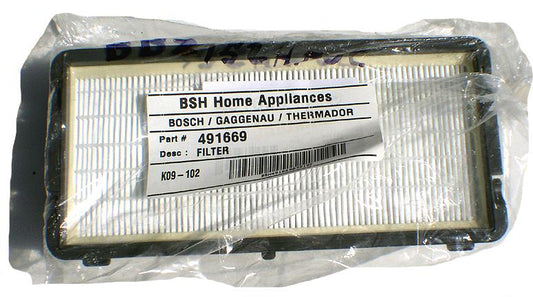 BSH Home Appliances
BOSCH / GAGGENAU / THERMADOR
Part # 491669
Desc : FILTER
K09-102